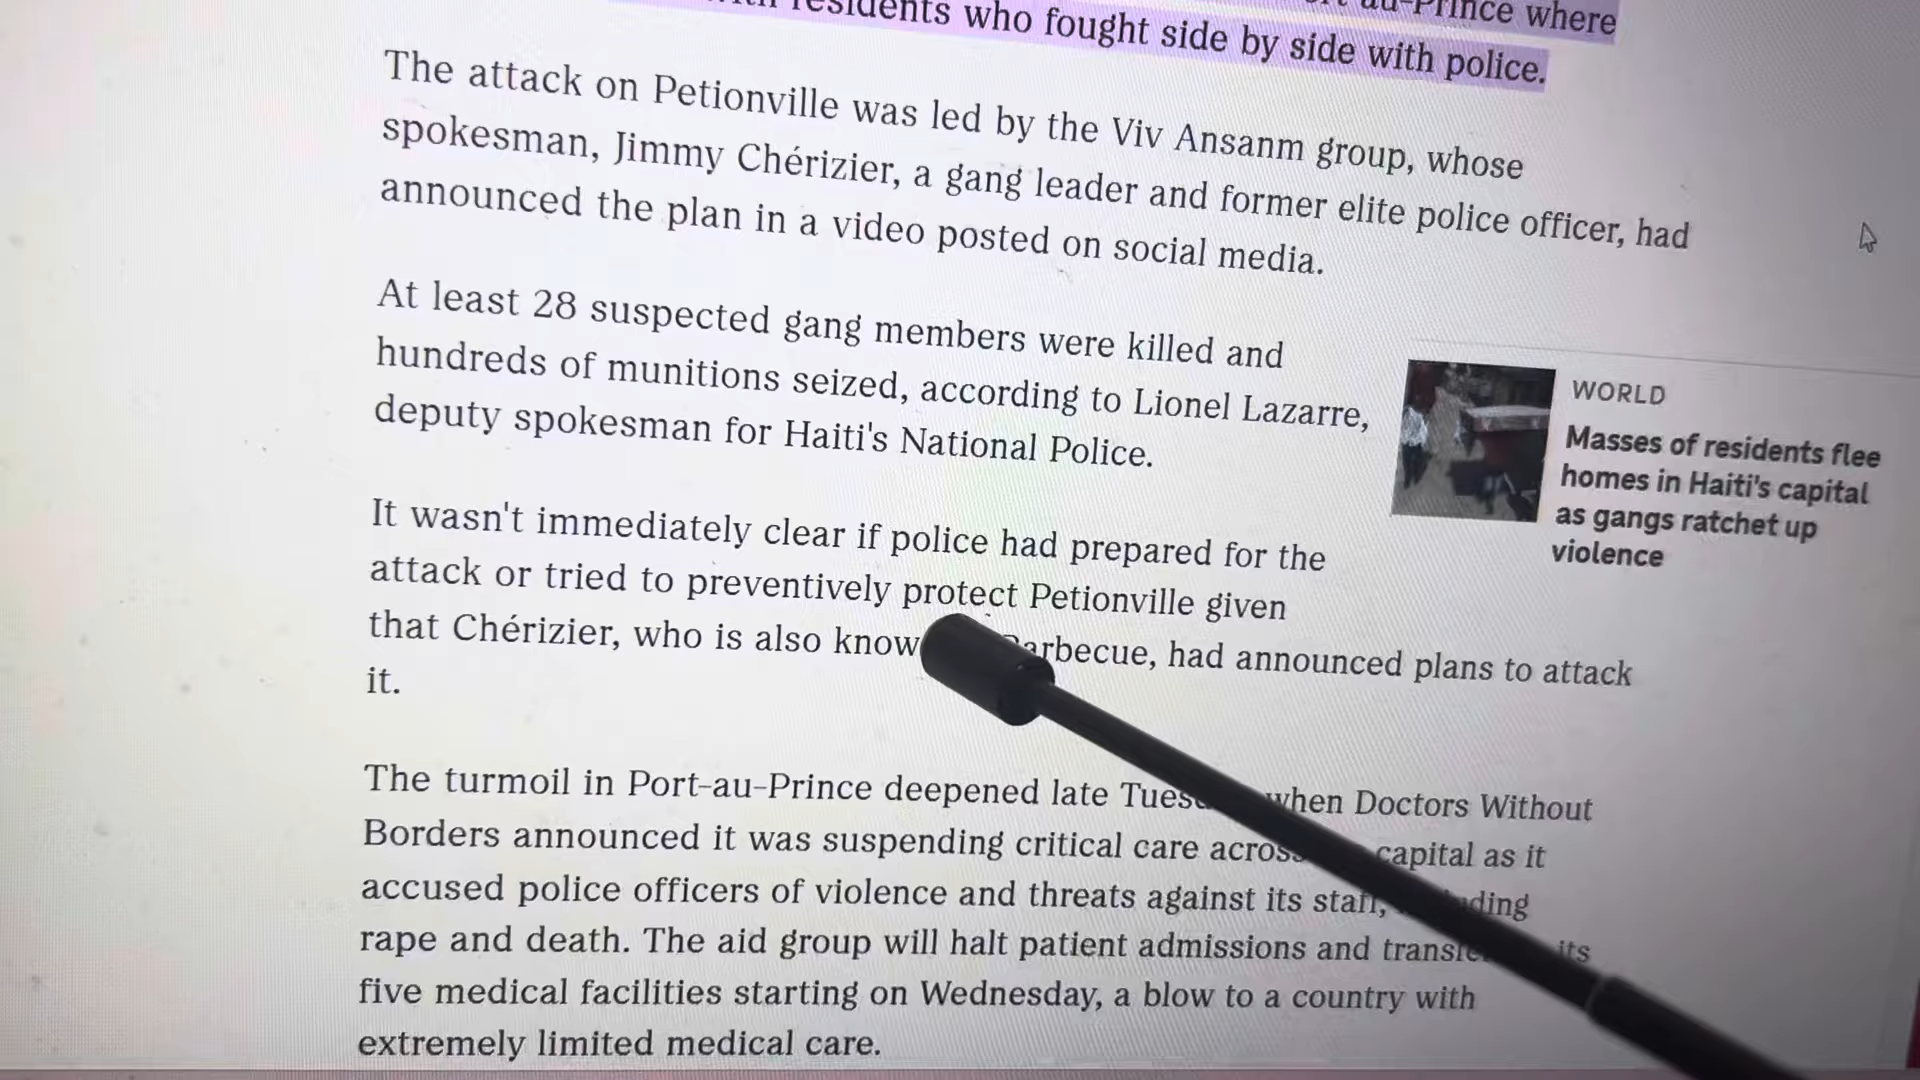 residents who fought side by side with police.
The attack on Petionville was led by the Viv Ansanm group, whose
spokesman, Jimmy Chérizier, a gang leader and former elite police officer, had
announced the plan in a video posted on social media.
At least 28 suspected gang members were killed and
hundreds of munitions seized, according to Lionel Lazarre,
deputy spokesman for Haiti's National Police.
WORLD
Masses of residents flee
homes in Haiti's capital
as gangs ratchet up
violence
It wasn't immediately clear if police had prepared for the
attack or tried to preventively protect Petionville given
that Chérizier, who is also know arbecue, had announced plans to attack
it.
The turmoil in Port-au-Prince deepened late Tues when Doctors Without
Borders announced it was suspending critical care across capital as it
accused police officers of violence and threats against its staff,
rape and death. The aid group will halt patient admissions and its
five medical facilities starting on Wednesday, a blow to a country with
extremely limited medical care.